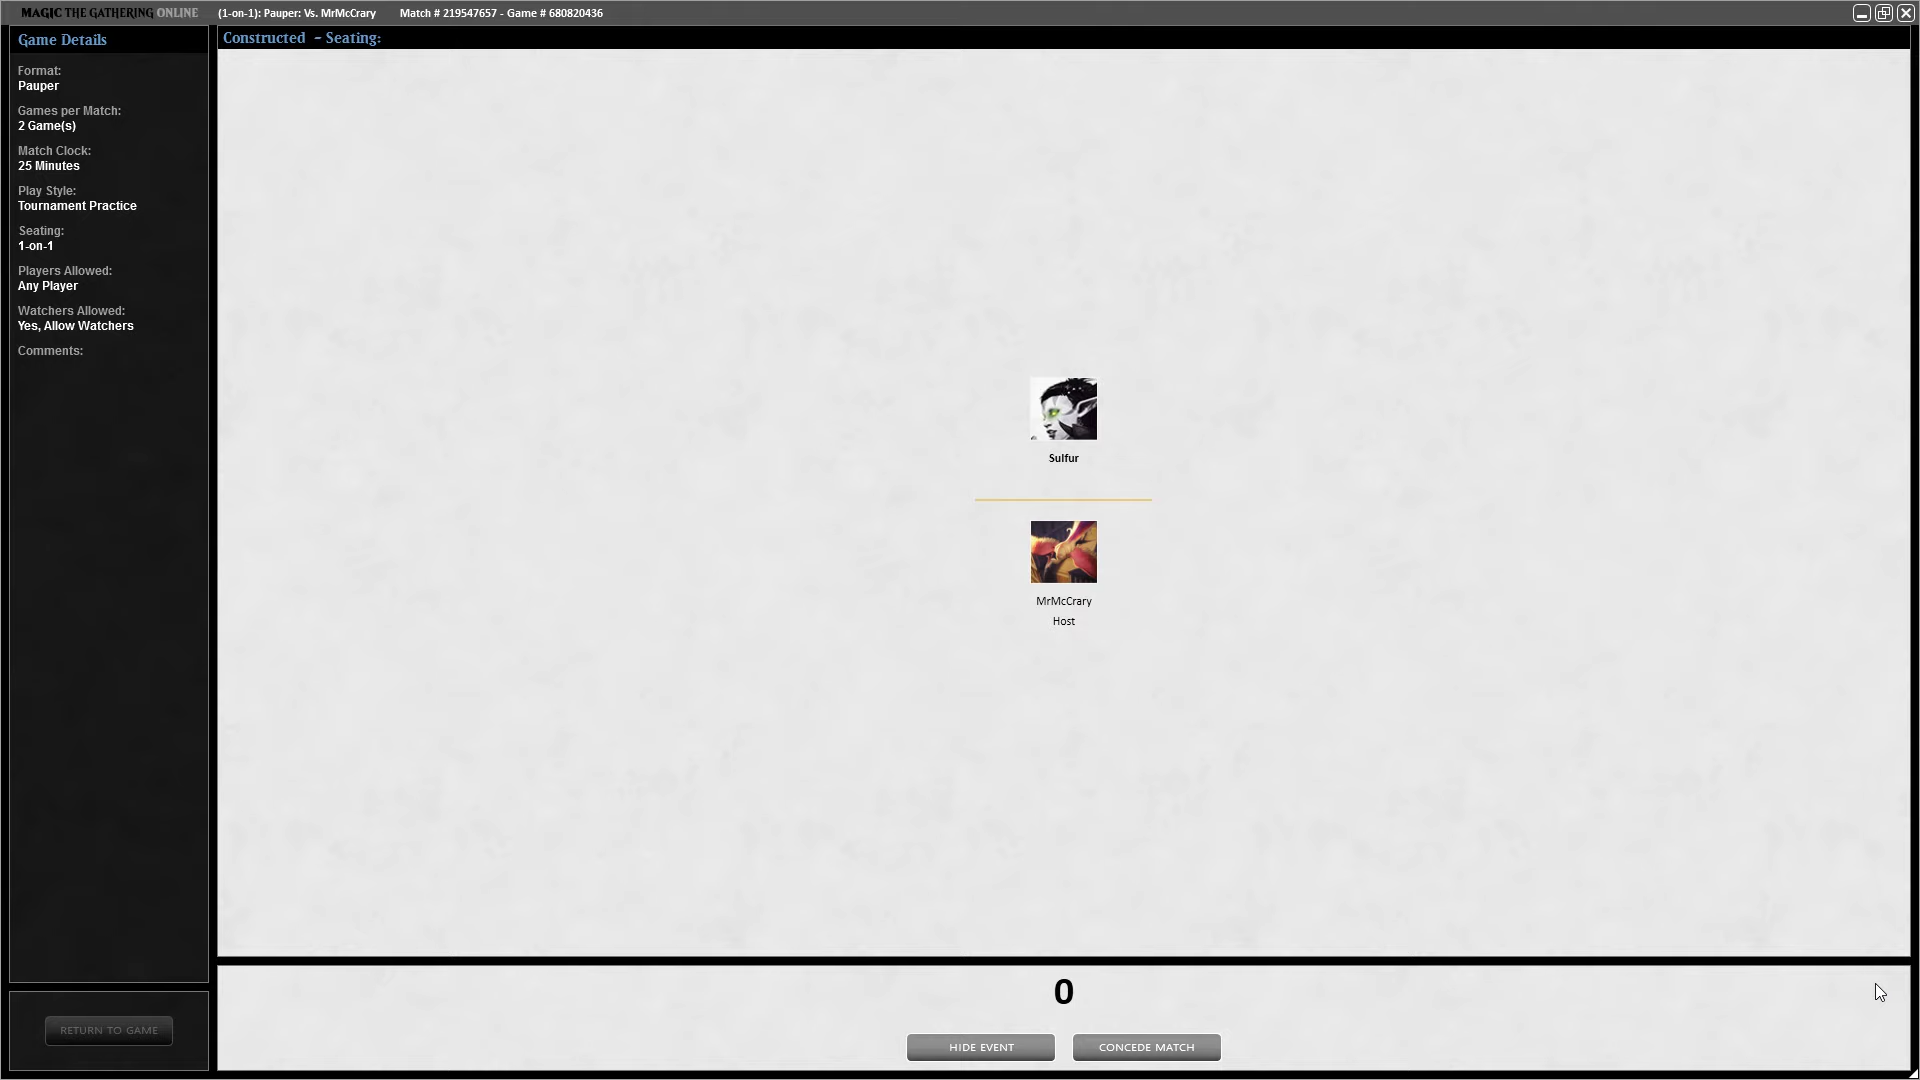 MAGIC THE GATHERING ONLINE (1-on-1): Pauper: Vs. MrMcCrary Match # 219547657 - Game # 680820436
Game Details
Format:
Pauper
Games per Match:
2 Game(s)
Match Clock:
25 Minutes
Play Style:
Tournament Practice
Seating:
1-on-1
Players Allowed:
Any Player
Watchers Allowed:
Yes, Allow Watchers
Comments:
RETURN TO GAME
Constructed - Seating:
Sulfur
MrMcCrary
Host
0
HIDE EVENT
CONCEDE MATCH